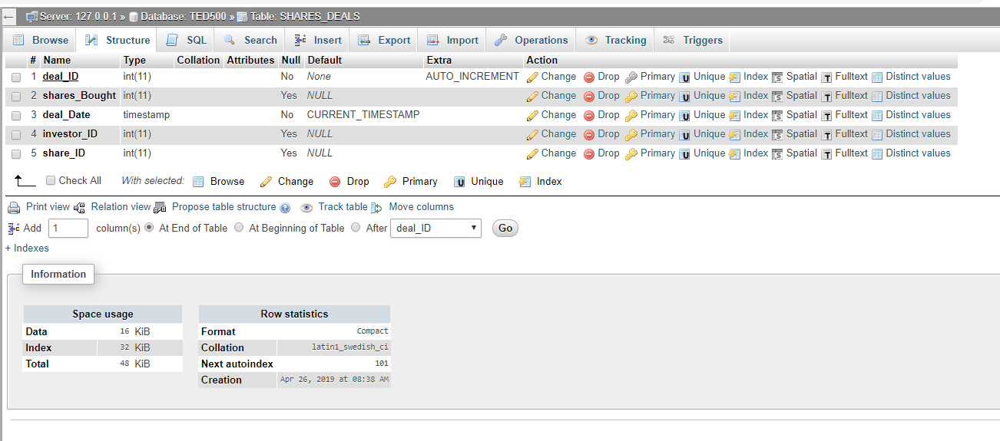 Server: 127.0.0.1 » Database: TED500 » Table: SHARES_DEALS
Browse Structure SQL Search Insert Export Import Operations Tracking Triggers
# Name Type Collation Attributes Null Default Extra Action
1 deal_ID int(11) No None AUTO_INCREMENT Change Drop Primary Unique Index Spatial Fulltext Distinct values
2 shares_Bought int(11) Yes NULL Change Drop Primary Unique Index Spatial Fulltext Distinct values
3 deal_Date timestamp No CURRENT_TIMESTAMP Change Drop Primary Unique Index Spatial Fulltext Distinct values
4 investor_ID int(11) Yes NULL Change Drop Primary Unique Index Spatial Fulltext Distinct values
5 share_ID int(11) Yes NULL Change Drop Primary Unique Index Spatial Fulltext Distinct values
Check All With selected: Browse Change Drop Primary Unique Index
Print view Relation view Propose table structure Track table Move columns
Add 1 column(s) At End of Table At Beginning of Table After deal_ID Go
+ Indexes
Information
Space usage
Data 16 KiB
Index 32 KiB
Total 48 KiB
Row statistics
Format Compact
Collation latin1_swedish_ci
Next autoindex 101
Creation Apr 26, 2019 at 08:38 AM